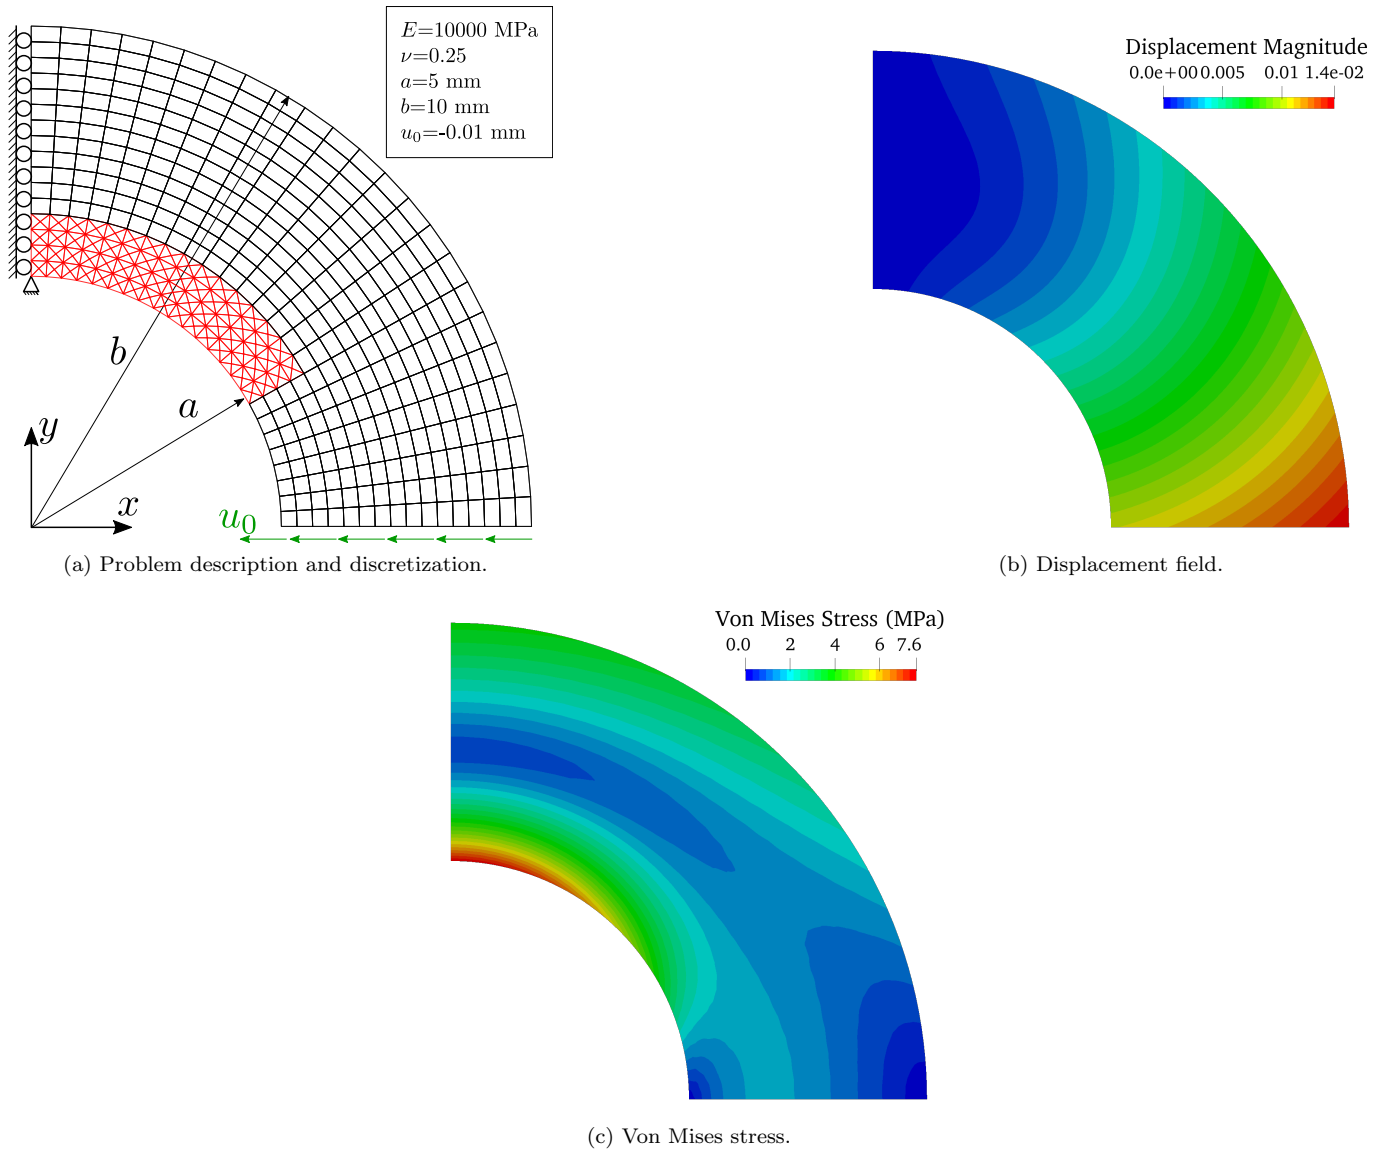 E=10000 MPa
ν=0.25
a=5 mm
b=10 mm
u₀=-0.01 mm
b
a
y
x
u₀
(a) Problem description and discretization.
Displacement Magnitude
0.0e+00 0.005 0.01 1.4e-02
(b) Displacement field.
Von Mises Stress (MPa)
0.0 2 4 6 7.6
(c) Von Mises stress.